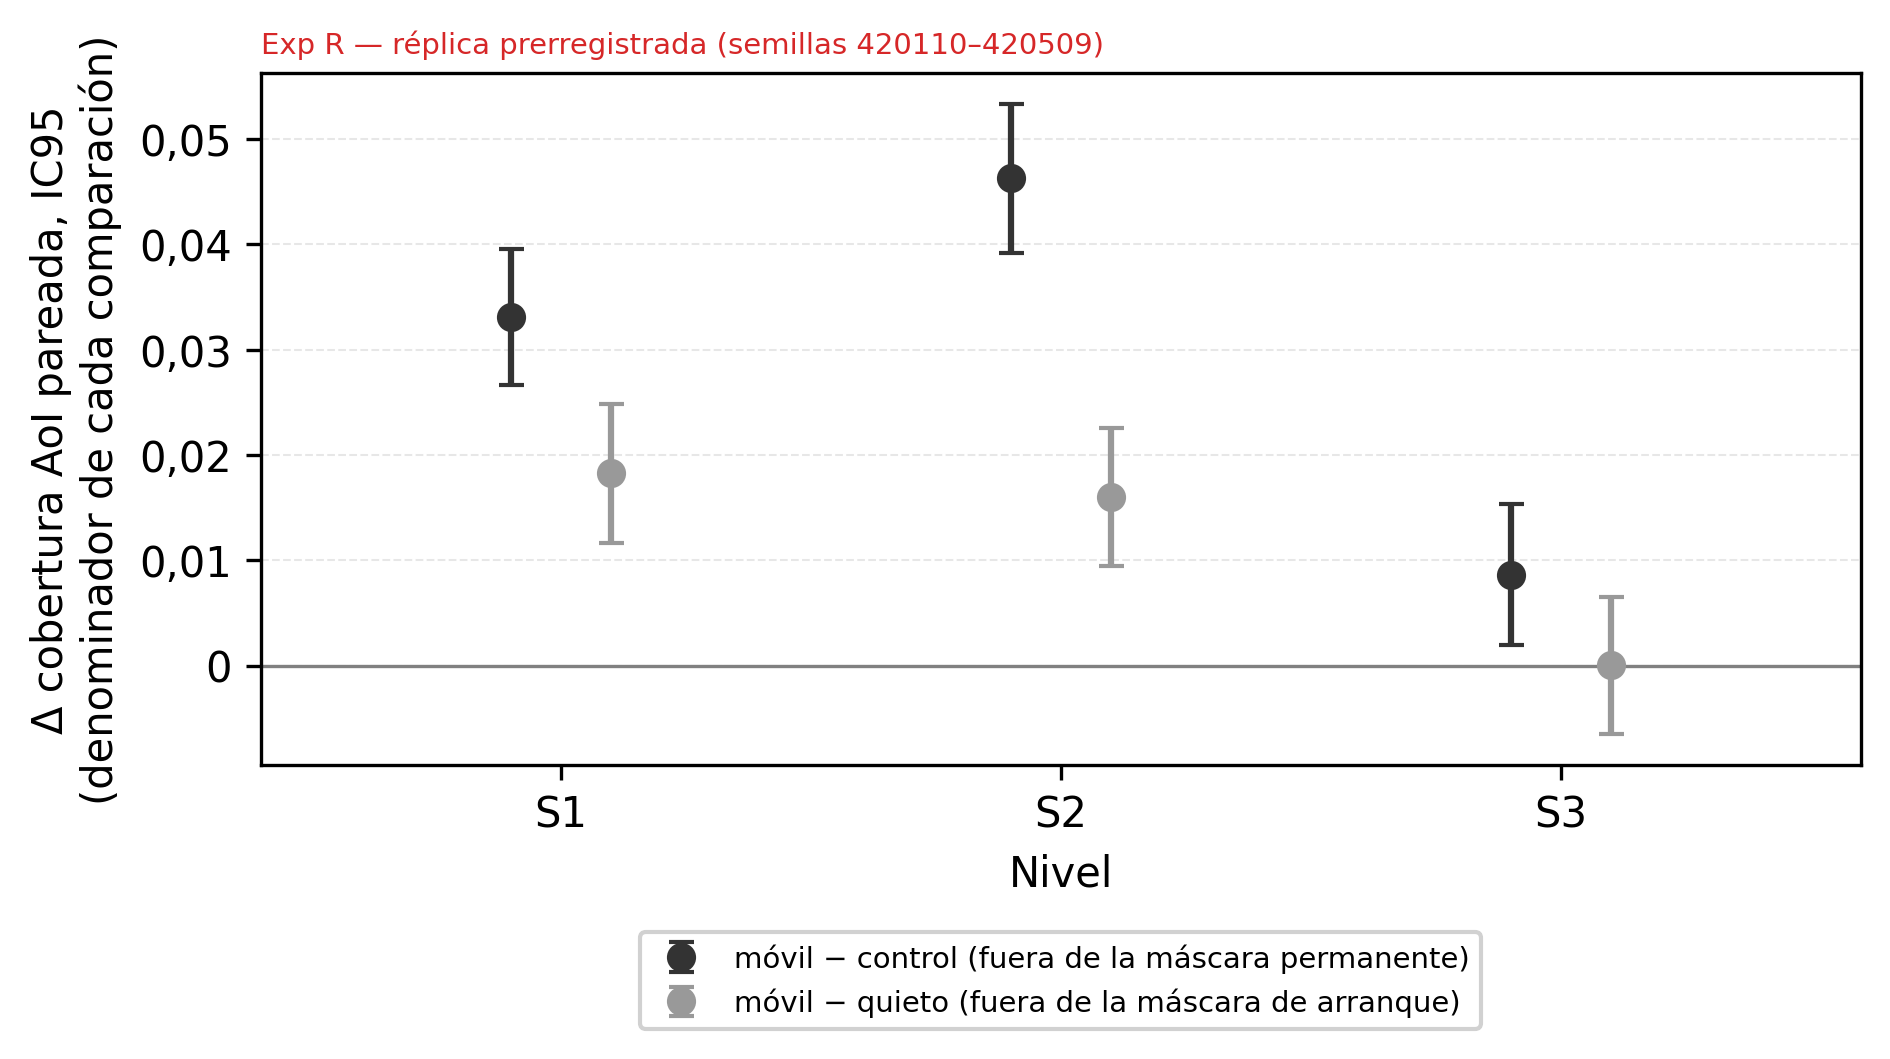 Exp R — réplica prerregistrada (semillas 420110–420509)
Δ cobertura AoI pareada, IC95
(denominador de cada comparación)
0,05
0,04
0,03
0,02
0,01
0
S1
S2
S3
Nivel
móvil − control (fuera de la máscara permanente)
móvil − quieto (fuera de la máscara de arranque)